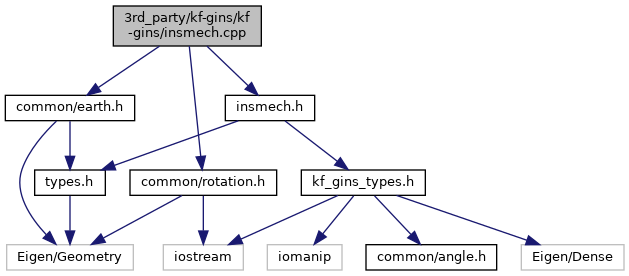 3rd_party/kf-gins/kf
-gins/insmech.cpp
common/earth.h
insmech.h
types.h
common/rotation.h
kf_gins_types.h
Eigen/Geometry
iostream
iomanip
common/angle.h
Eigen/Dense